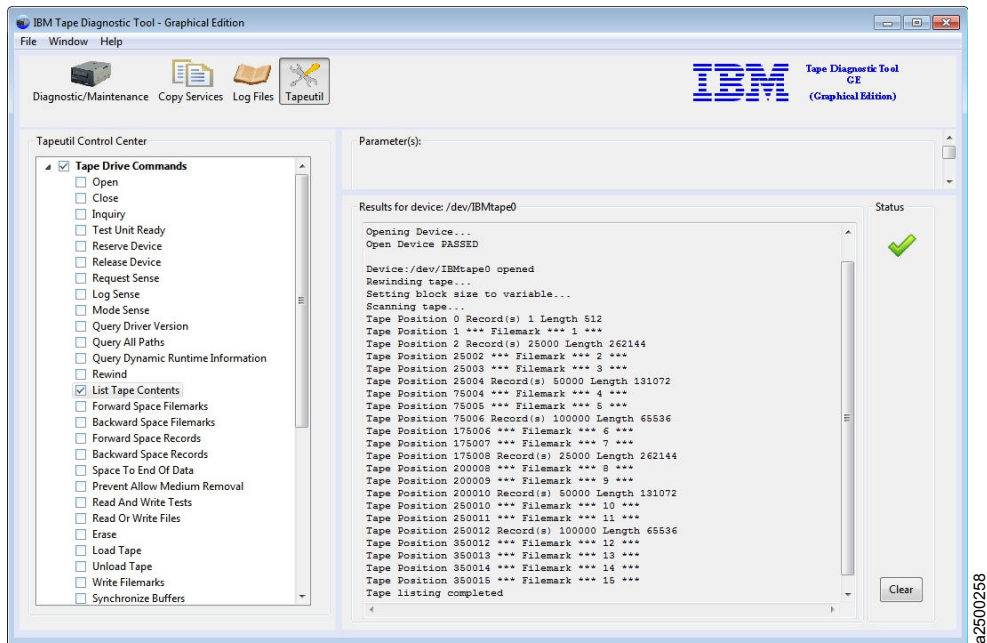 IBM Tape Diagnostic Tool - Graphical Edition
File Window Help
Diagnostic/Maintenance Copy Services Log Files Tapeutil
IBM
Tape Diagnostic Tool
GE
(Graphical Edition)
Tapeutil Control Center
Tape Drive Commands
Open
Close
Inquiry
Test Unit Ready
Reserve Device
Release Device
Request Sense
Log Sense
Mode Sense
Query Driver Version
Query All Paths
Query Dynamic Runtime Information
Rewind
List Tape Contents
Forward Space Filemarks
Backward Space Filemarks
Forward Space Records
Backward Space Records
Space To End Of Data
Prevent Allow Medium Removal
Read And Write Tests
Read Or Write Files
Erase
Load Tape
Unload Tape
Write Filemarks
Synchronize Buffers
Parameter(s):
Results for device: /dev/IBMtape0
Opening Device...
Open Device PASSED
Device:/dev/IBMtape0 opened
Rewinding tape...
Setting block size to variable...
Scanning tape...
Tape Position 0 Record(s) 1 Length 512
Tape Position 1 *** Filemark *** 1 ***
Tape Position 2 Record(s) 25000 Length 262144
Tape Position 25002 *** Filemark *** 2 ***
Tape Position 25003 *** Filemark *** 3 ***
Tape Position 25004 Record(s) 50000 Length 131072
Tape Position 75004 *** Filemark *** 4 ***
Tape Position 75005 *** Filemark *** 5 ***
Tape Position 75006 Record(s) 100000 Length 65536
Tape Position 175006 *** Filemark *** 6 ***
Tape Position 175007 *** Filemark *** 7 ***
Tape Position 175008 Record(s) 25000 Length 262144
Tape Position 200008 *** Filemark *** 8 ***
Tape Position 200009 *** Filemark *** 9 ***
Tape Position 200010 Record(s) 50000 Length 131072
Tape Position 250010 *** Filemark *** 10 ***
Tape Position 250011 *** Filemark *** 11 ***
Tape Position 250012 Record(s) 100000 Length 65536
Tape Position 350012 *** Filemark *** 12 ***
Tape Position 350013 *** Filemark *** 13 ***
Tape Position 350014 *** Filemark *** 14 ***
Tape Position 350015 *** Filemark *** 15 ***
Tape listing completed
Status
Clear
a2500258